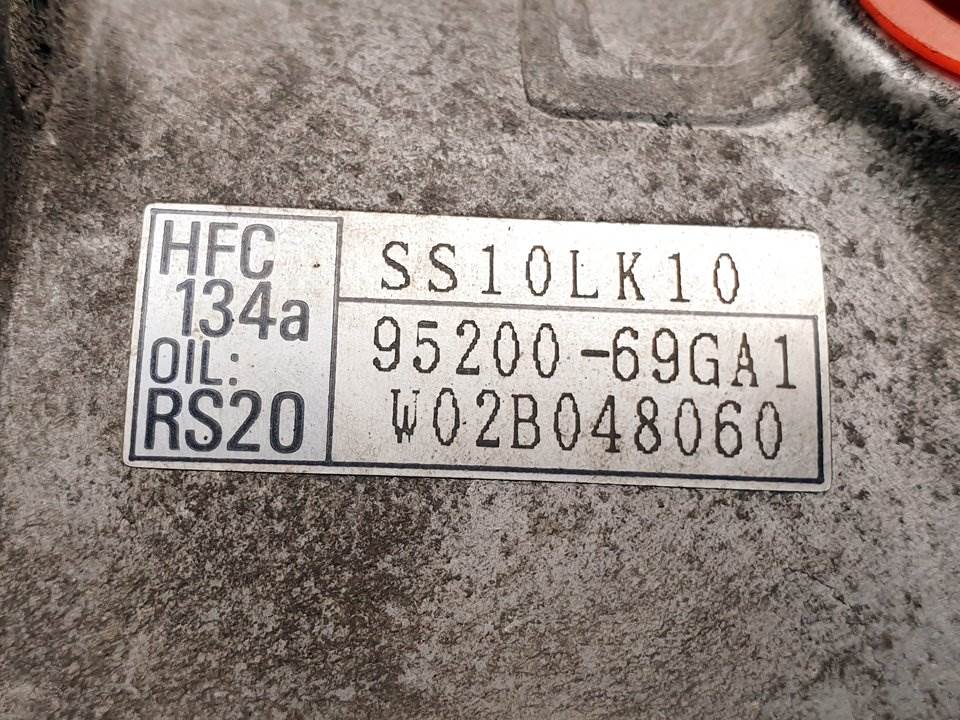 HFC
134a
OIL:
RS20
SS10LK10
95200-69GA1
W02B048060